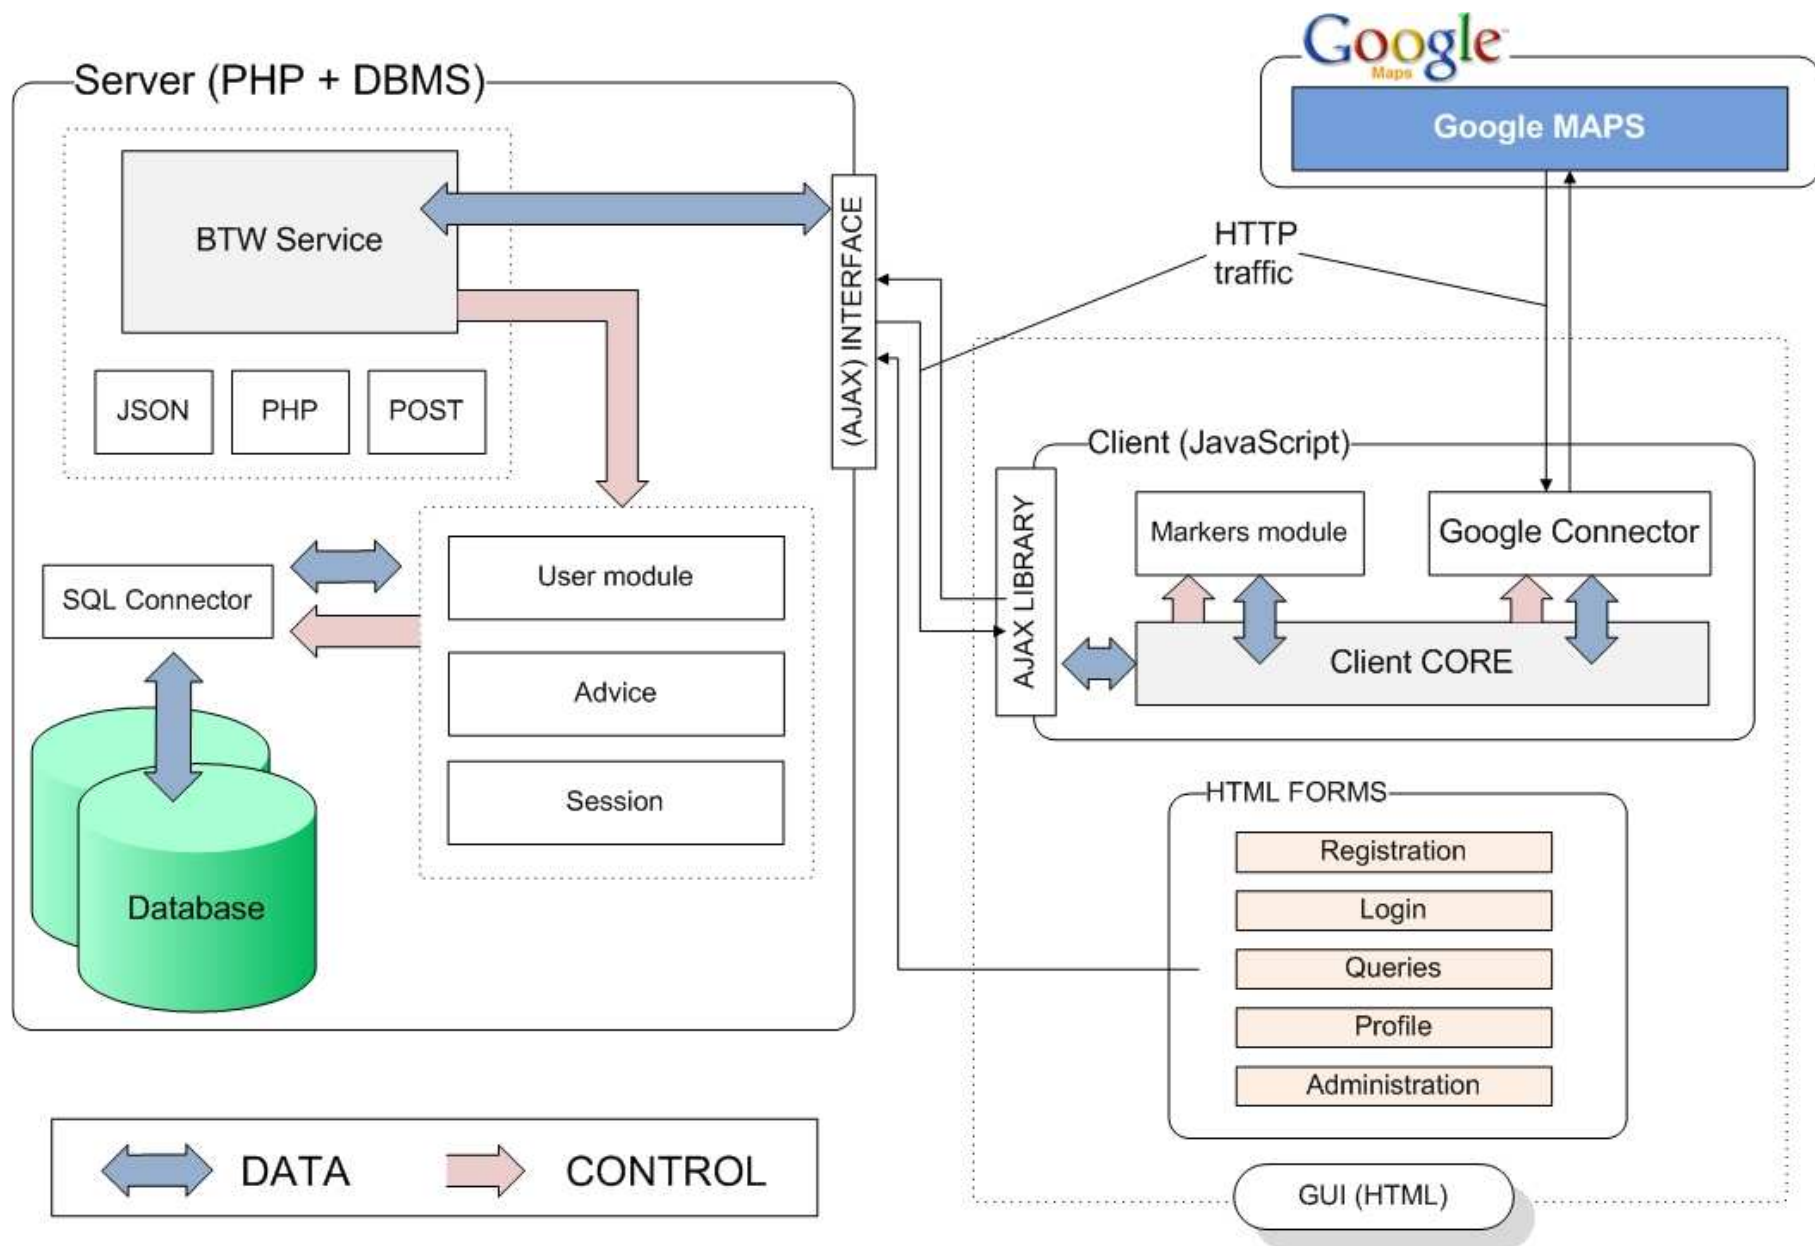 Server (PHP + DBMS)
BTW Service
JSON
PHP
POST
(AJAX) INTERFACE
SQL Connector
User module
Advice
Session
Database
DATA
CONTROL
Google
Maps
Google MAPS
HTTP
traffic
Client (JavaScript)
AJAX LIBRARY
Markers module
Google Connector
Client CORE
HTML FORMS
Registration
Login
Queries
Profile
Administration
GUI (HTML)